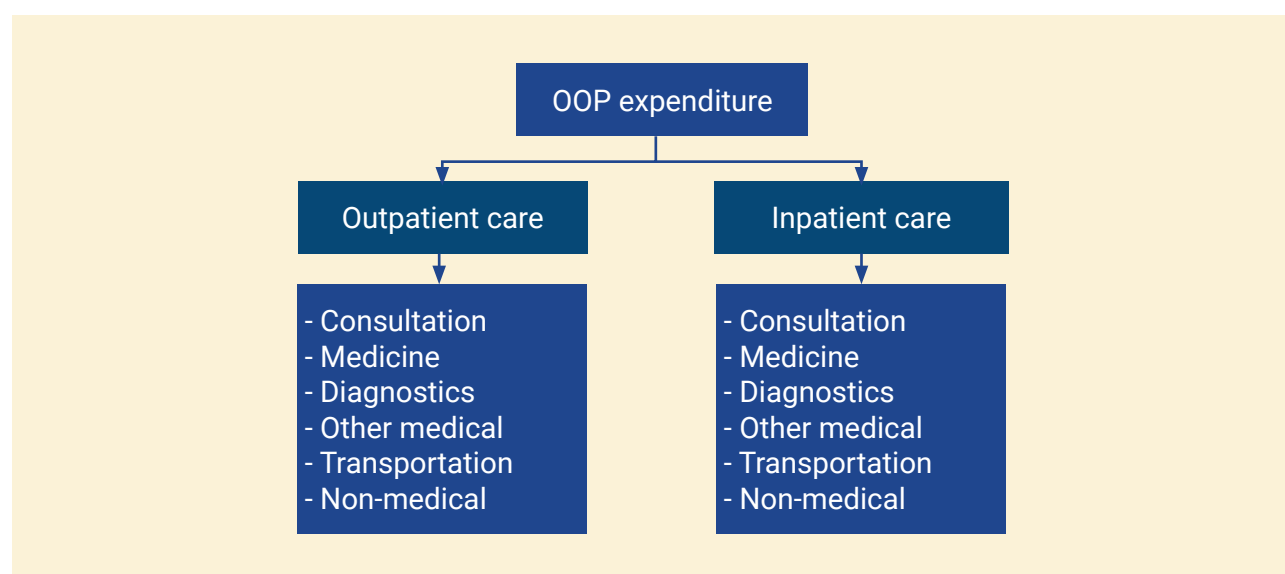 OOP expenditure
Outpatient care
Inpatient care
- Consultation
- Medicine
- Diagnostics
- Other medical
- Transportation
- Non-medical
- Consultation
- Medicine
- Diagnostics
- Other medical
- Transportation
- Non-medical